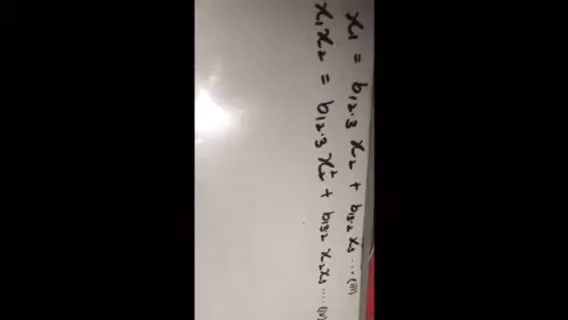 x₁ = b₁₂.₃ x₂ + b₁₃.₂ x₃ ...(iii)
x₁x₂ = b₁₂.₃ x₂² + b₁₃.₂ x₂x₃ ....(iv)